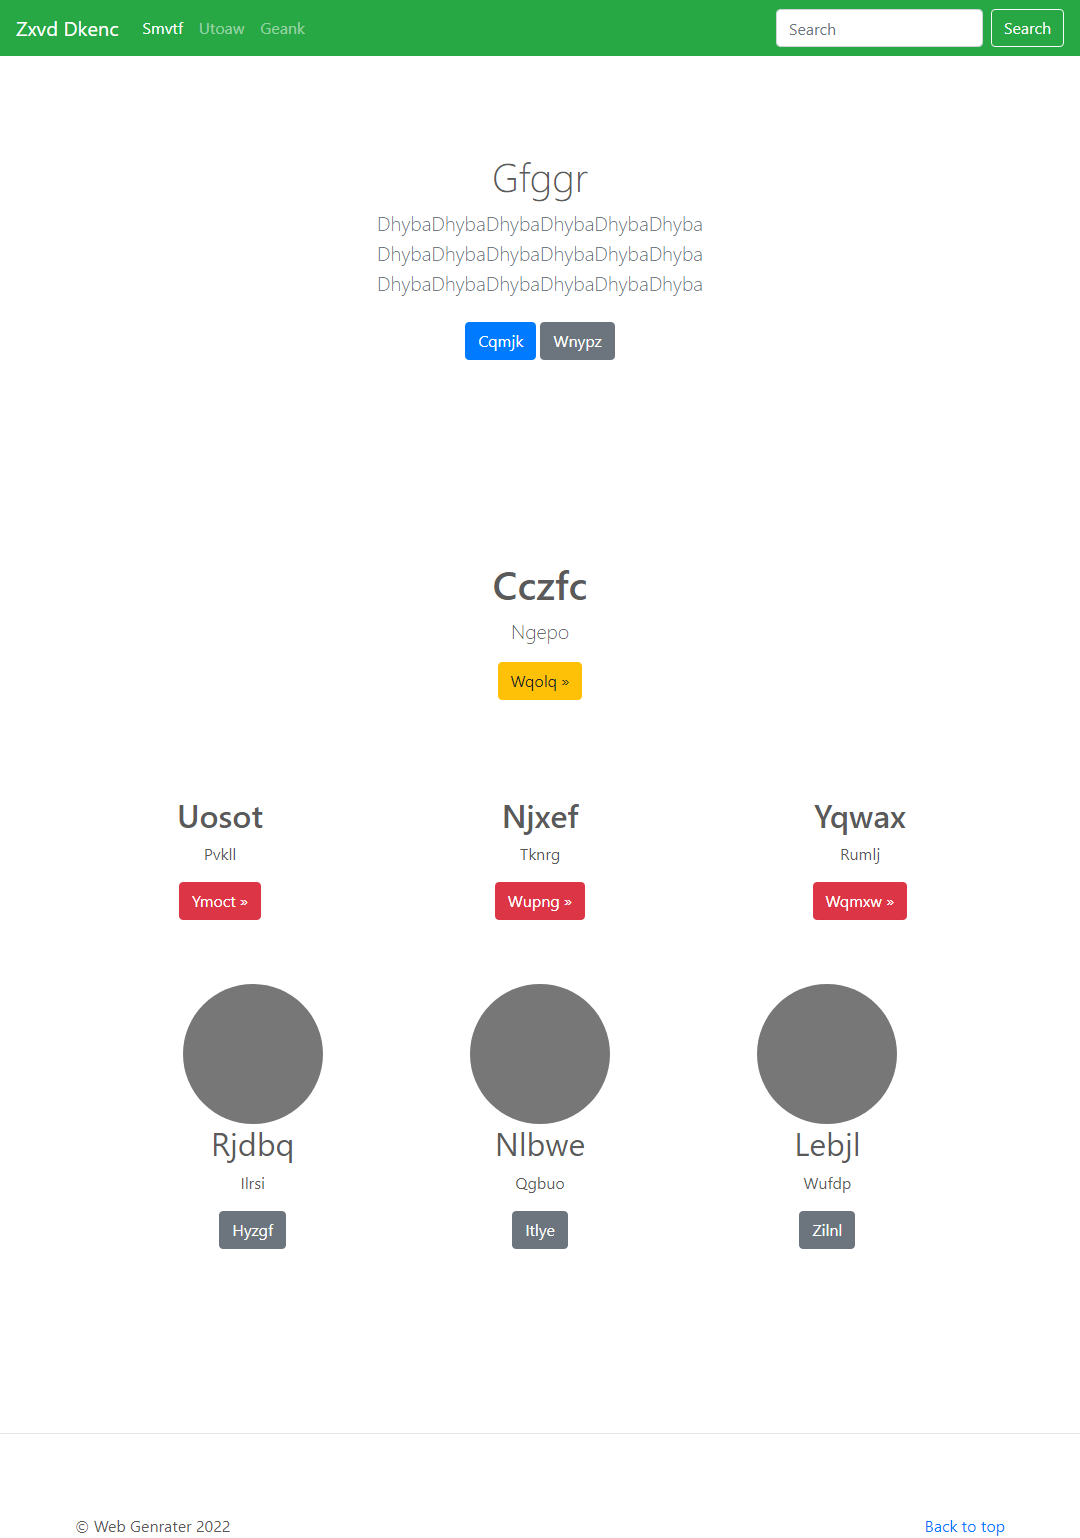 Zxvd Dkenc Smvtf Utoaw Geank Search Search
Gfggr
DhybaDhybaDhybaDhybaDhybaDhyba
DhybaDhybaDhybaDhybaDhybaDhyba
DhybaDhybaDhybaDhybaDhybaDhyba
Cqmjk Wnypz
Cczfc
Ngepo
Wqolq »
Uosot Njxef Yqwax
Pvkll Tknrg Rumlj
Ymoct » Wupng » Wqmxw »
Rjdbq Nlbwe Lebjl
Ilrsi Qgbuo Wufdp
Hyzgf Itlye Zilnl
© Web Genrater 2022 Back to top